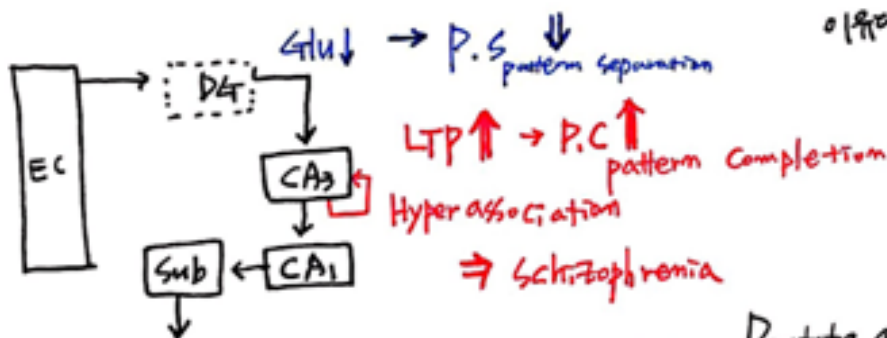 Glu↓ → P.S ⇓ pattern separation
DG
EC
LTP ⇑ → P.C ⇑ pattern completion
CA3
Hyperassociation
Sub ← CA1
⇒ schizophrenia